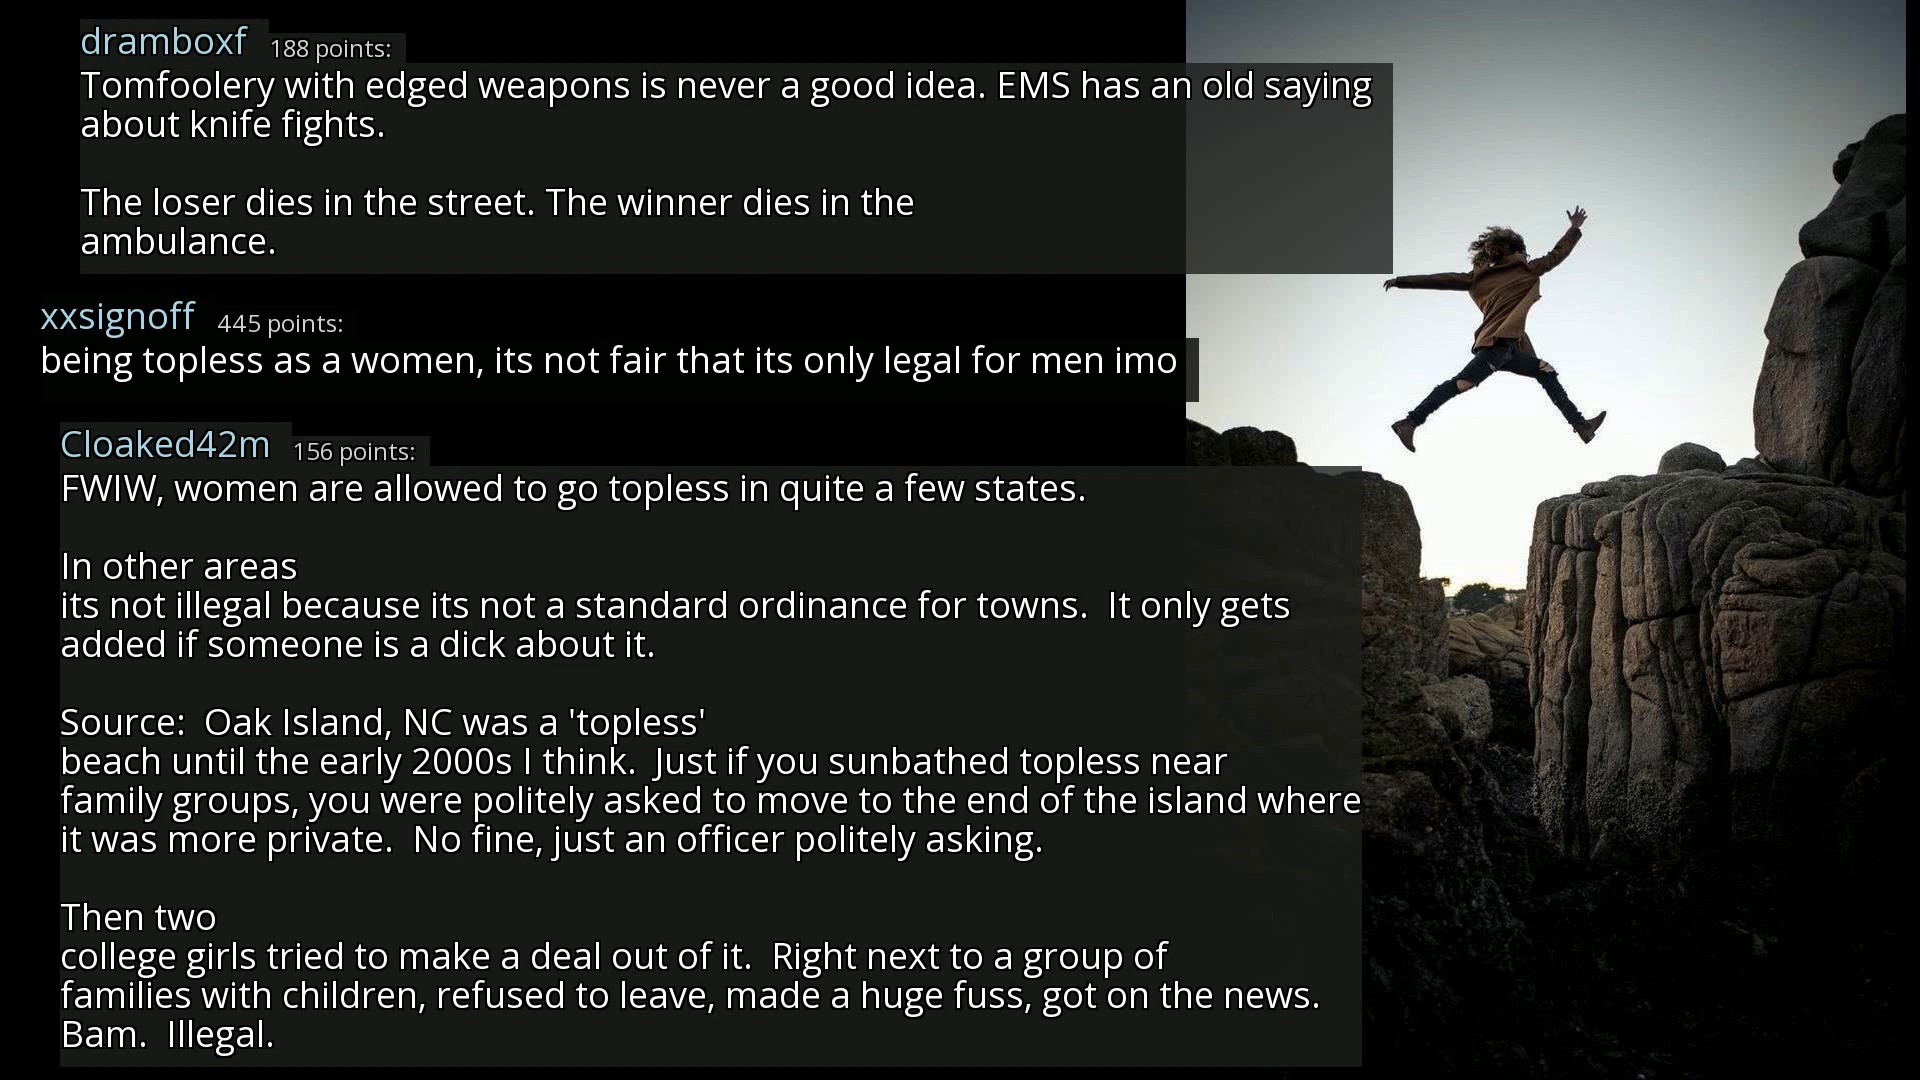 dramboxf 188 points:
Tomfoolery with edged weapons is never a good idea. EMS has an old saying
about knife fights.
The loser dies in the street. The winner dies in the
ambulance.
xxsignoff 445 points:
being topless as a women, its not fair that its only legal for men imo
Cloaked42m 156 points:
FWIW, women are allowed to go topless in quite a few states.
In other areas
its not illegal because its not a standard ordinance for towns.  It only gets
added if someone is a dick about it.
Source:  Oak Island, NC was a 'topless'
beach until the early 2000s I think.  Just if you sunbathed topless near
family groups, you were politely asked to move to the end of the island where
it was more private.  No fine, just an officer politely asking.
Then two
college girls tried to make a deal out of it.  Right next to a group of
families with children, refused to leave, made a huge fuss, got on the news.
Bam.  Illegal.